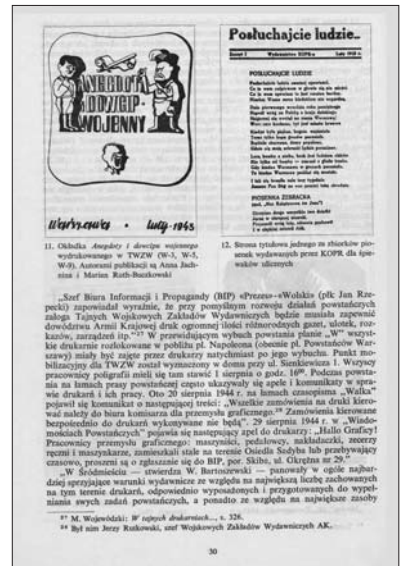 ANEGDOTA
I DOWCIP
WOJENNY
Warszawa • luty-1943
Posłuchajcie ludzie...
POSŁUCHAJCIE LUDZIE
PIOSENKA ŻEBRACKA
11. Okładka Anegdoty i dowcipu wojennego
wydrukowanego w TWZW (W-3, W-5,
W-9). Autorami publikacji są Anna Jach-
nina i Marian Ruth-Buczkowski
12. Strona tytułowa jednego ze zbiorków pio-
senek wydawanych przez KOPR dla śpie-
waków ulicznych
„Szef Biura Informacji i Propagandy (BIP) «Prezes»-«Wolski» (płk Jan Rze-
pecki) zapowiadał wyraźnie, że przy pomyślnym rozwoju działań powstańczych
załoga Tajnych Wojskowych Zakładów Wydawniczych będzie musiała zapewnić
dowództwu Armii Krajowej druk ogromnej ilości różnorodnych gazet, ulotek, roz-
kazów, zarządzeń itp."²⁷ W przewidującym wybuch powstania planie „W" wszyst-
kie drukarnie rozlokowane w pobliżu pl. Napoleona (obecnie pl. Powstańców War-
szawy) miały być zajęte przez drukarzy natychmiast po jego wybuchu. Punkt mo-
bilizacyjny dla TWZW został wyznaczony w domu przy ul. Sienkiewicza 1. Wszyscy
pracownicy poligrafii mieli się tam stawić 1 sierpnia o godz. 16⁰⁰. Podczas powsta-
nia na łamach prasy powstańczej często ukazywały się apele i komunikaty w spra-
wie drukarń i ich pracy. Oto 20 sierpnia 1944 r. na łamach czasopisma „Walka"
pojawił się komunikat o następującej treści: „Wszelkie zamówienia na druki kiero-
wać należy do biura komisarza dla przemysłu graficznego.²⁸ Zamówienia kierowane
bezpośrednio do drukarń wykonywane nie będą". 29 sierpnia 1944 r. w „Wiado-
mościach Powstańczych" pojawia się następujący apel do drukarzy: „Hallo Graficy!
Pracownicy przemysłu graficznego: maszyniści, pedałowcy, nakładaczki, zecerzy
ręczni i maszynkarze, zamieszkali stale na terenie Osiedla Sadyba lub przebywający
czasowo, proszeni są o zgłaszanie się do BIP, por. Skiba, ul. Okrężna nr 29."
„W Śródmieściu — stwierdza W. Bartoszewski — panowały w ogóle najbar-
dziej sprzyjające warunki wydawnicze ze względu na największą liczbę zachowanych
na tym terenie drukarń, odpowiednio wyposażonych i przygotowanych do wypeł-
niania swych zadań powstańczych, a ponadto ze względu na największe zasoby
²⁷ M. Wojewódzki: W tajnych drukarniach..., s. 326.
²⁸ Był nim Jerzy Rutkowski, szef Wojskowych Zakładów Wydawniczych AK.
30